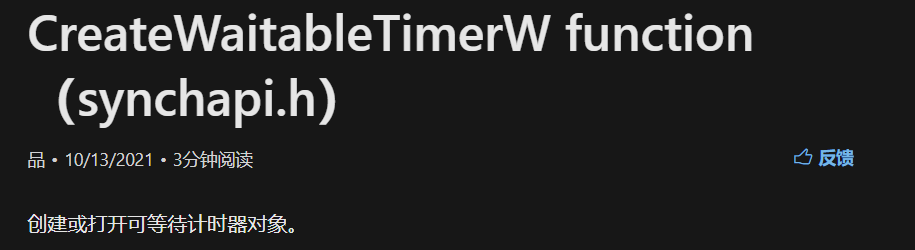 CreateWaitableTimerW function
（synchapi.h）
品 • 10/13/2021 • 3分钟阅读
反馈
创建或打开可等待计时器对象。